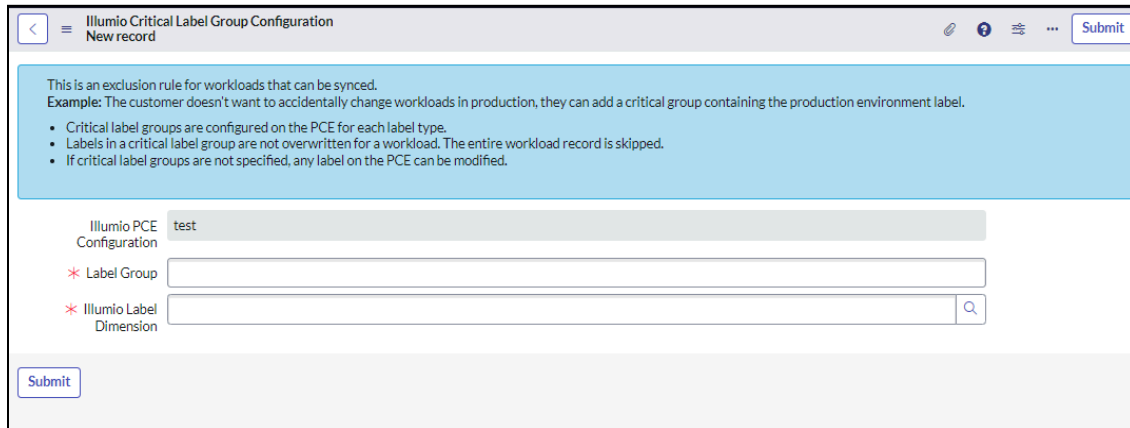 Illumio Critical Label Group Configuration
New record
Submit
This is an exclusion rule for workloads that can be synced.
Example: The customer doesn't want to accidentally change workloads in production, they can add a critical group containing the production environment label.
• Critical label groups are configured on the PCE for each label type.
• Labels in a critical label group are not overwritten for a workload. The entire workload record is skipped.
• If critical label groups are not specified, any label on the PCE can be modified.
Illumio PCE
Configuration
test
Label Group
Illumio Label
Dimension
Submit